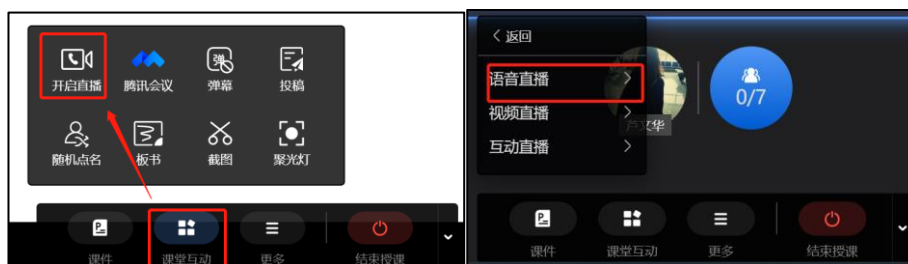 开启直播 腾讯会议 弹幕 投稿
随机点名 板书 截图 聚光灯
课件 课堂互动 更多 结束授课
返回
语音直播
视频直播
互动直播
0/7
课件 课堂互动 更多 结束授课